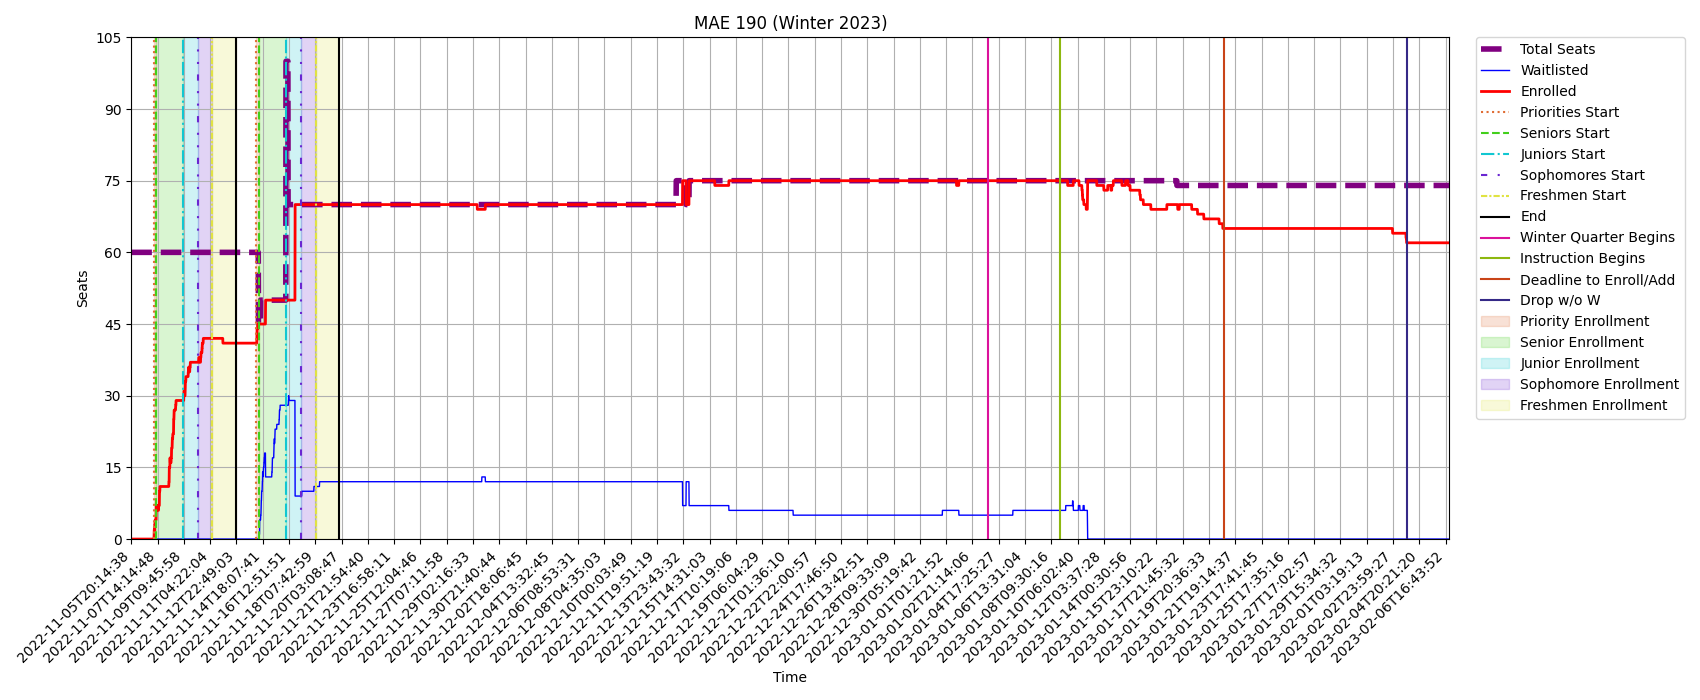 MAE 190 (Winter 2023)
105
90
75
60
45
30
15
0
Seats
2022-11-05T20:14:38
2022-11-07T14:14:48
2022-11-09T09:45:58
2022-11-11T04:22:04
2022-11-12T22:49:03
2022-11-14T18:07:41
2022-11-16T12:51:51
2022-11-18T07:42:59
2022-11-20T03:08:47
2022-11-21T21:54:40
2022-11-23T16:58:11
2022-11-25T12:04:46
2022-11-27T07:11:58
2022-11-29T02:16:33
2022-11-30T21:40:44
2022-12-02T18:06:45
2022-12-04T13:32:45
2022-12-06T08:53:31
2022-12-08T04:35:03
2022-12-10T00:03:49
2022-12-11T19:51:19
2022-12-13T23:43:32
2022-12-15T14:31:03
2022-12-17T10:19:06
2022-12-19T06:04:29
2022-12-21T01:36:10
2022-12-22T22:00:57
2022-12-24T17:46:50
2022-12-26T13:42:51
2022-12-28T09:33:09
2022-12-30T05:19:42
2023-01-01T01:21:52
2023-01-02T21:14:06
2023-01-04T17:25:27
2023-01-06T13:31:04
2023-01-08T09:30:16
2023-01-10T06:02:40
2023-01-12T03:37:28
2023-01-14T00:30:56
2023-01-15T23:10:22
2023-01-17T21:45:32
2023-01-19T20:36:33
2023-01-21T19:14:37
2023-01-23T17:41:45
2023-01-25T17:35:16
2023-01-27T17:02:57
2023-01-29T15:34:32
2023-02-01T03:19:13
2023-02-02T23:59:27
2023-02-04T20:21:20
2023-02-06T16:43:52
Time
Total Seats
Waitlisted
Enrolled
Priorities Start
Seniors Start
Juniors Start
Sophomores Start
Freshmen Start
End
Winter Quarter Begins
Instruction Begins
Deadline to Enroll/Add
Drop w/o W
Priority Enrollment
Senior Enrollment
Junior Enrollment
Sophomore Enrollment
Freshmen Enrollment